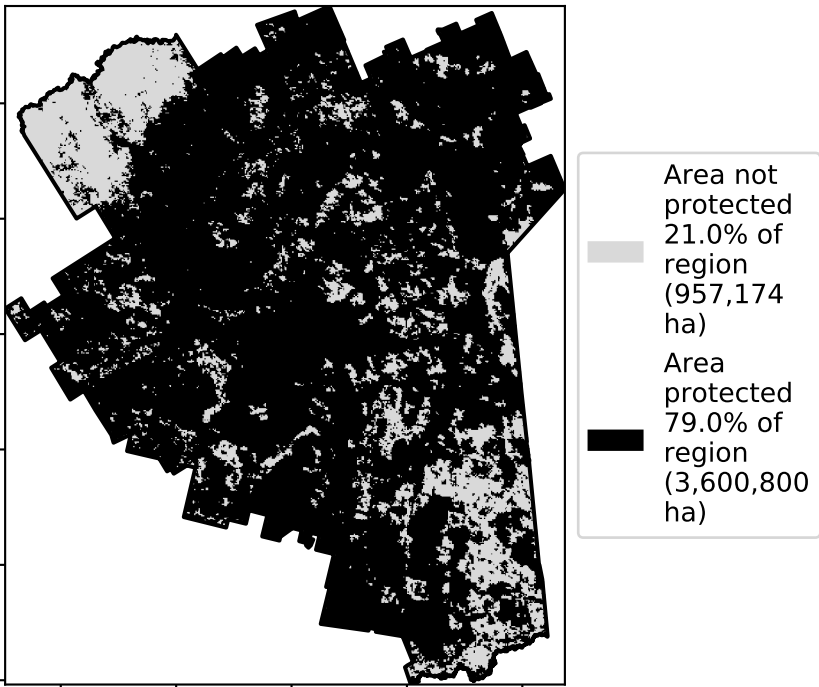 Area not
protected
21.0% of
region
(957,174
ha)
Area
protected
79.0% of
region
(3,600,800
ha)